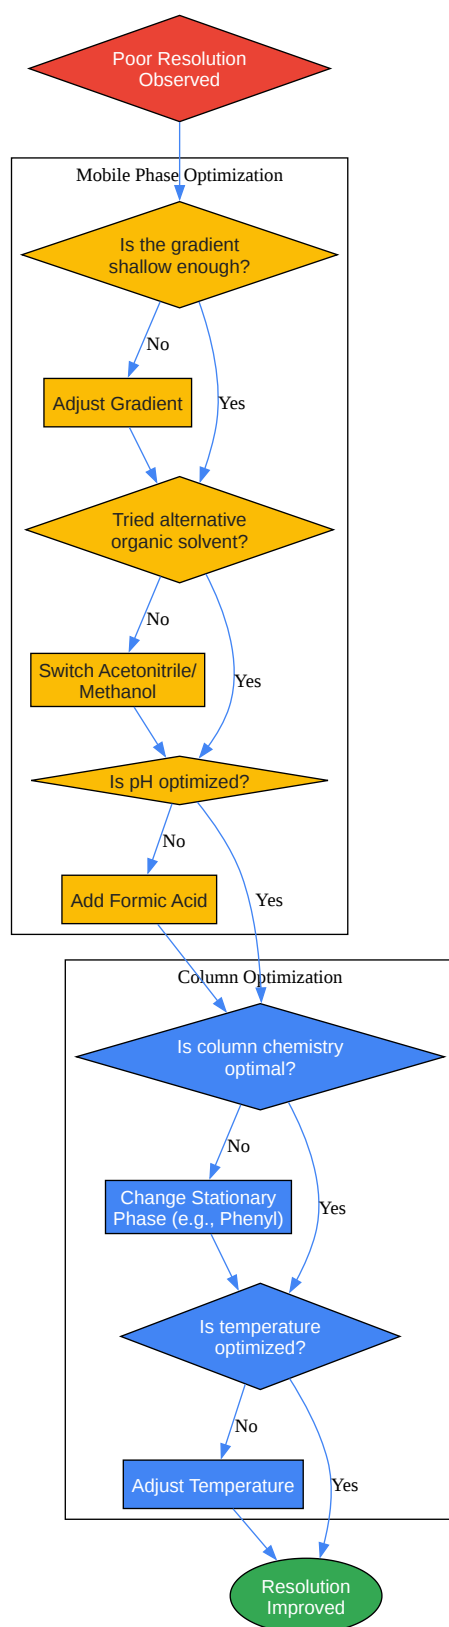 Poor Resolution
Observed
Mobile Phase Optimization
Is the gradient
shallow enough?
No
Adjust Gradient
Yes
Tried alternative
organic solvent?
No
Switch Acetonitrile/
Methanol
Yes
Is pH optimized?
No
Add Formic Acid
Yes
Column Optimization
Is column chemistry
optimal?
No
Change Stationary
Phase (e.g., Phenyl)
Yes
Is temperature
optimized?
No
Adjust Temperature
Yes
Resolution
Improved